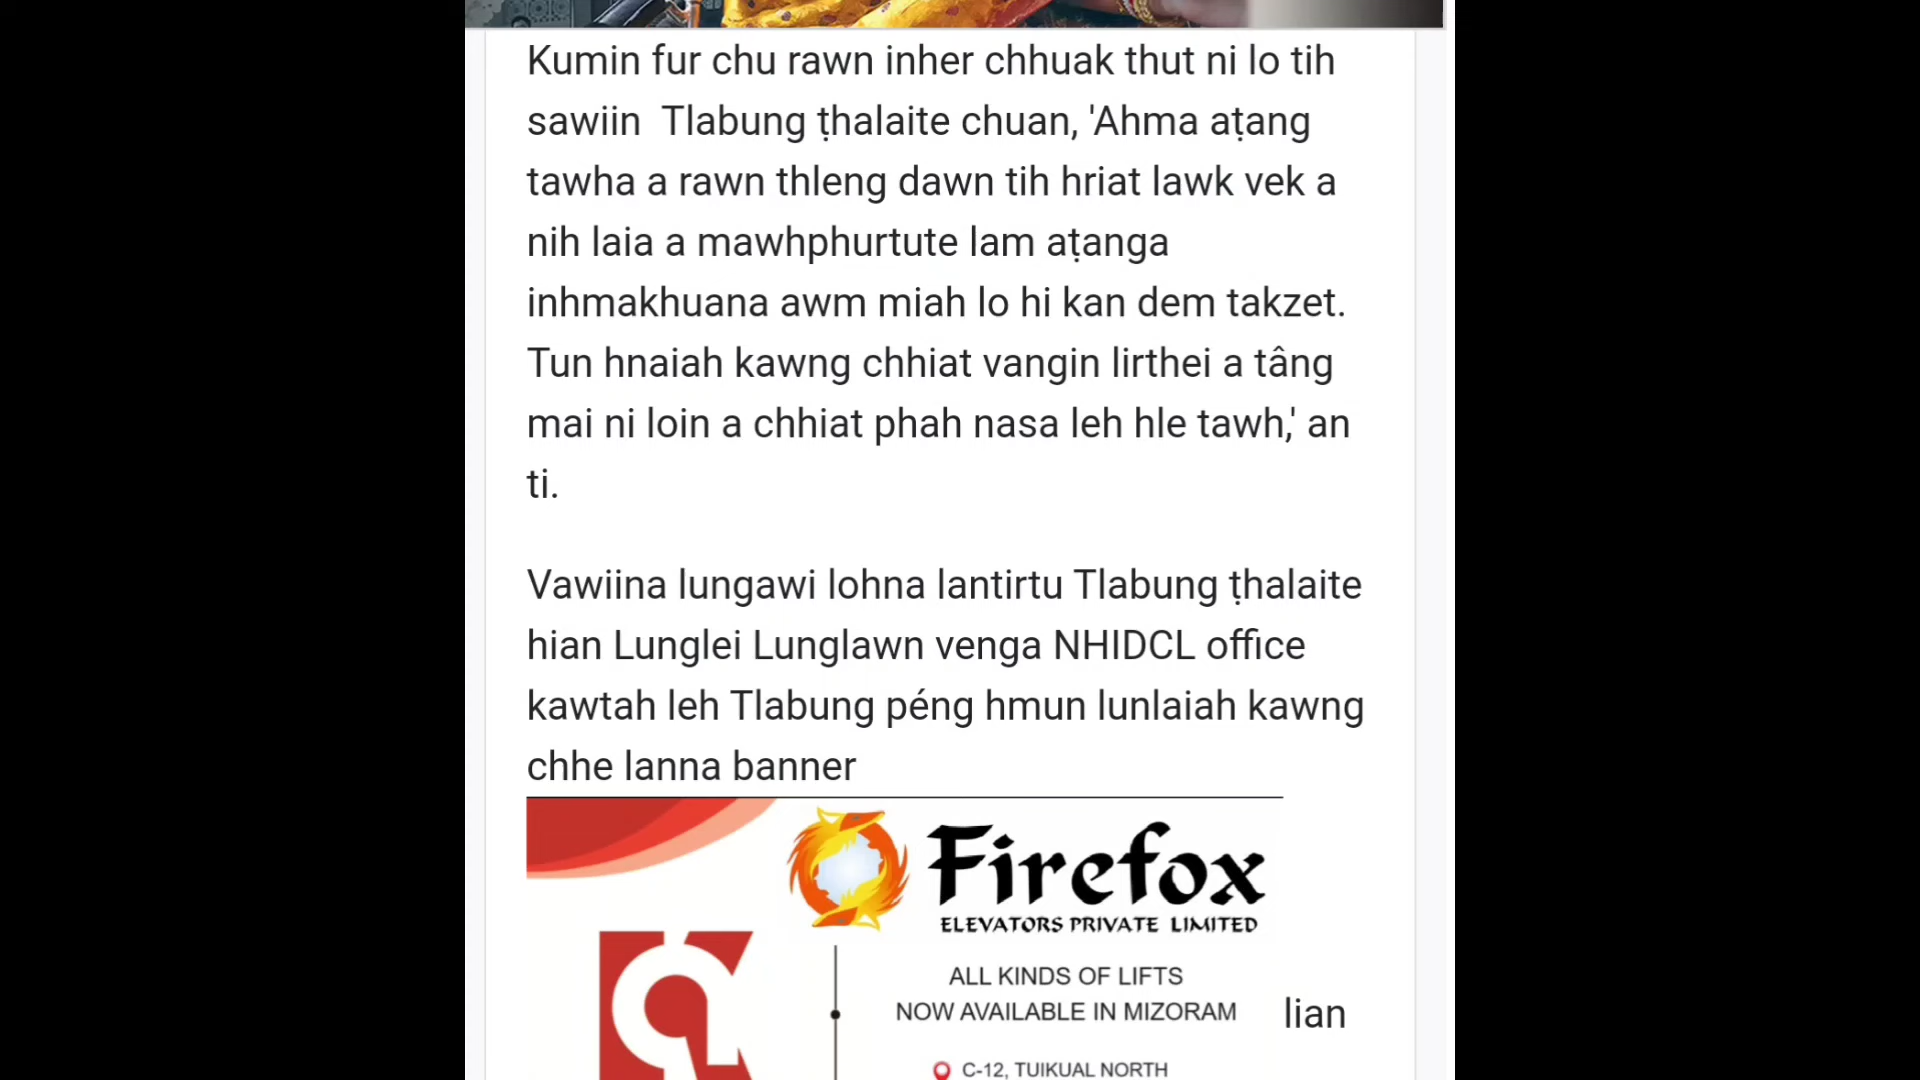 Kumin fur chu rawn inher chhuak thut ni lo tih
sawiin Tlabung ṭhalaite chuan, 'Ahma aṭang
tawha a rawn thleng dawn tih hriat lawk vek a
nih laia a mawhphurtute lam aṭanga
inhmakhuana awm miah lo hi kan dem takzet.
Tun hnaiah kawng chhiat vangin lirthei a tâng
mai ni loin a chhiat phah nasa leh hle tawh,' an
ti.
Vawiina lungawi lohna lantirtu Tlabung ṭhalaite
hian Lunglei Lunglawn venga NHIDCL office
kawtah leh Tlabung péng hmun lunlaiah kawng
chhe lanna banner
Firefox
ELEVATORS PRIVATE LIMITED
ALL KINDS OF LIFTS
NOW AVAILABLE IN MIZORAM
lian
C-12, TUIKUAL NORTH